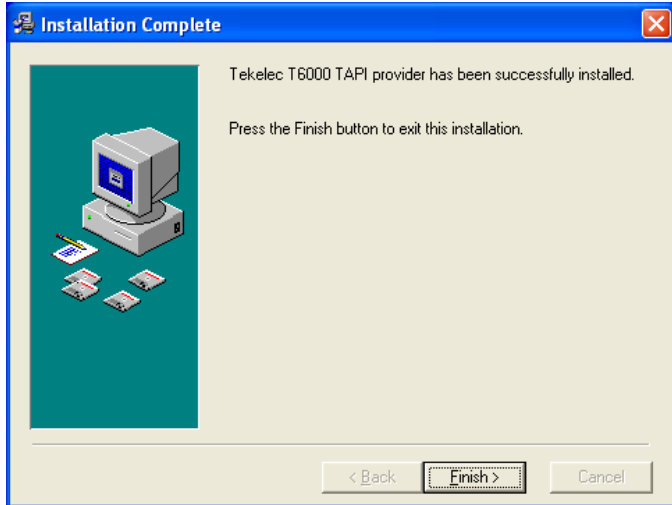 Installation Complete
Tekelec T6000 TAPI provider has been successfully installed.
Press the Finish button to exit this installation.
< Back
Finish >
Cancel